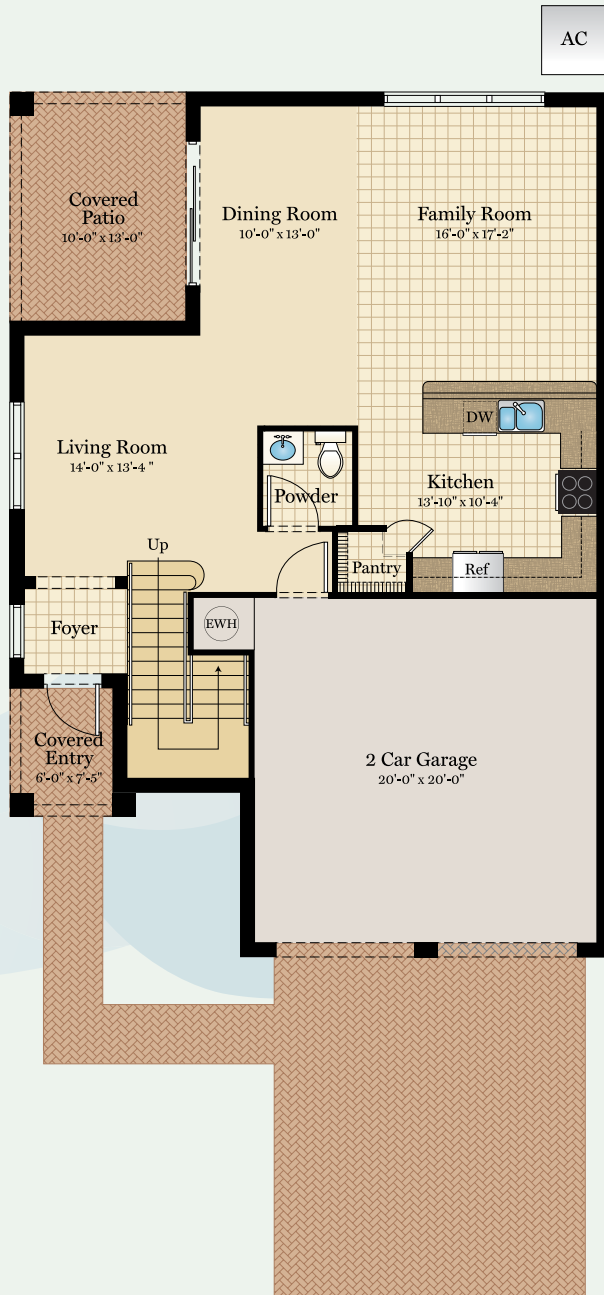 AC
Covered
Patio
10'-0" x 13'-0"
Dining Room
10'-0" x 13'-0"
Family Room
16'-0" x 17'-2"
DW
Living Room
14'-0" x 13'-4 "
Powder
Kitchen
13'-10" x 10'-4"
Up
Pantry
Ref
Foyer
EWH
Covered
Entry
6'-0" x 7'-5"
2 Car Garage
20'-0" x 20'-0"